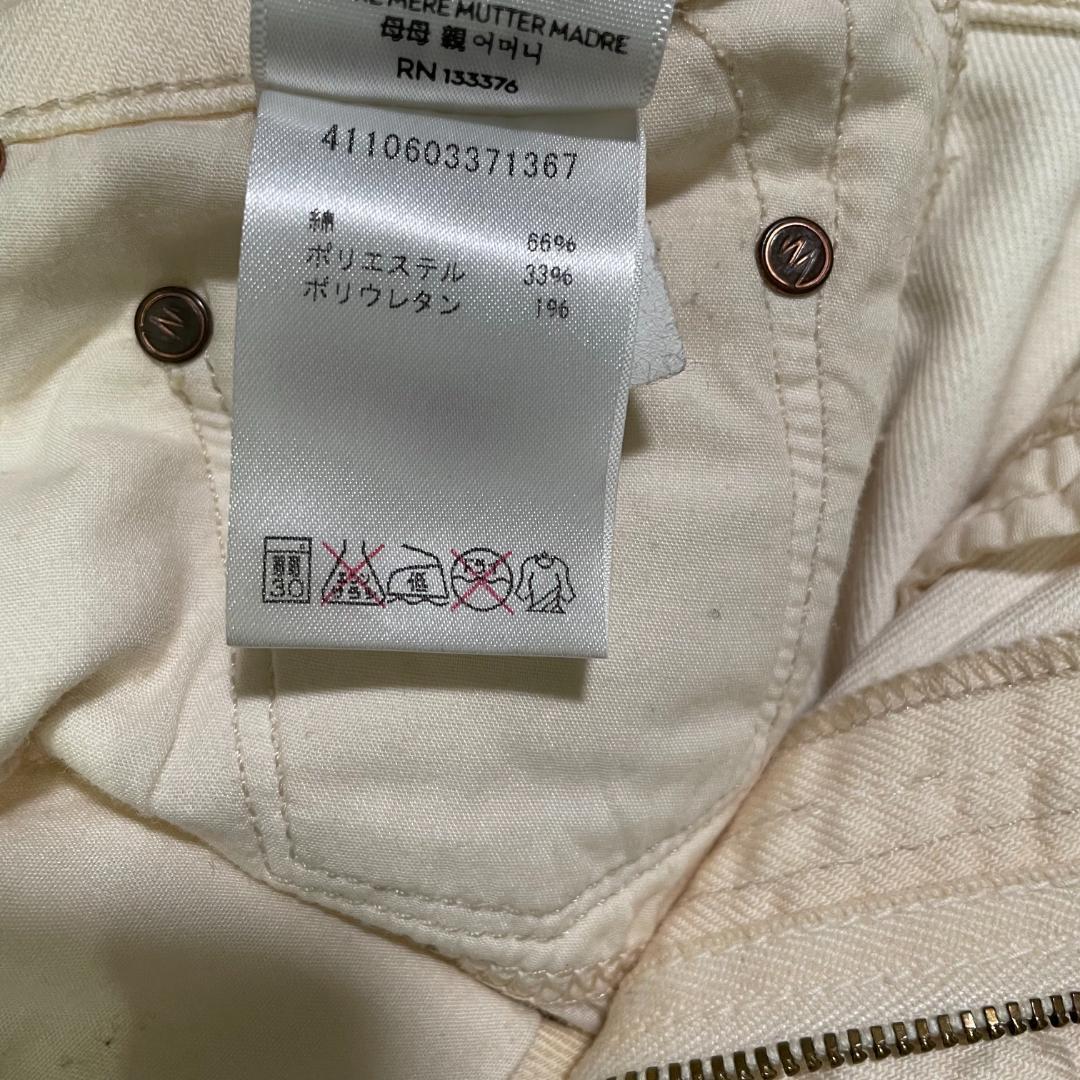 MERE MUTTER MADRE
母母 親 어머니
RN 133376
4110603371367
綿 66%
ポリエステル 33%
ポリウレタン 1%
30 低